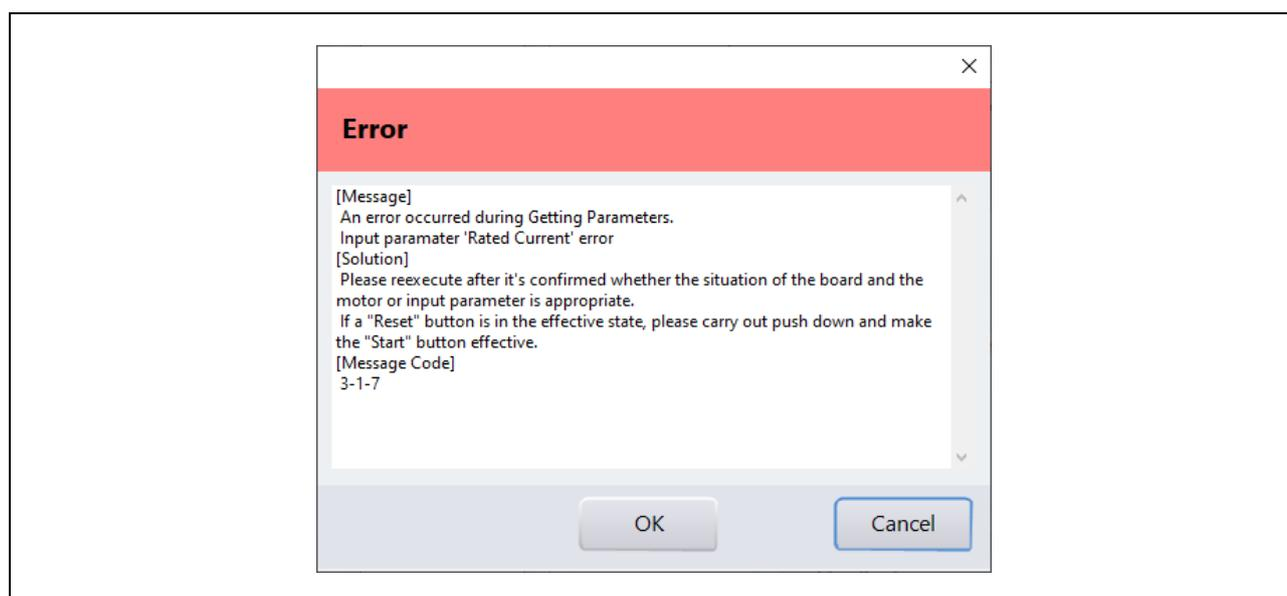 Error
[Message]
An error occurred during Getting Parameters.
Input paramater 'Rated Current' error
[Solution]
Please reexecute after it's confirmed whether the situation of the board and the
motor or input parameter is appropriate.
If a "Reset" button is in the effective state, please carry out push down and make
the "Start" button effective.
[Message Code]
3-1-7
OK
Cancel